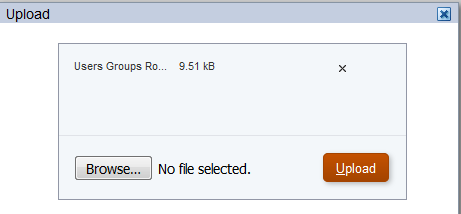 Upload
Users Groups Ro... 9.51 kB
Browse... No file selected. Upload